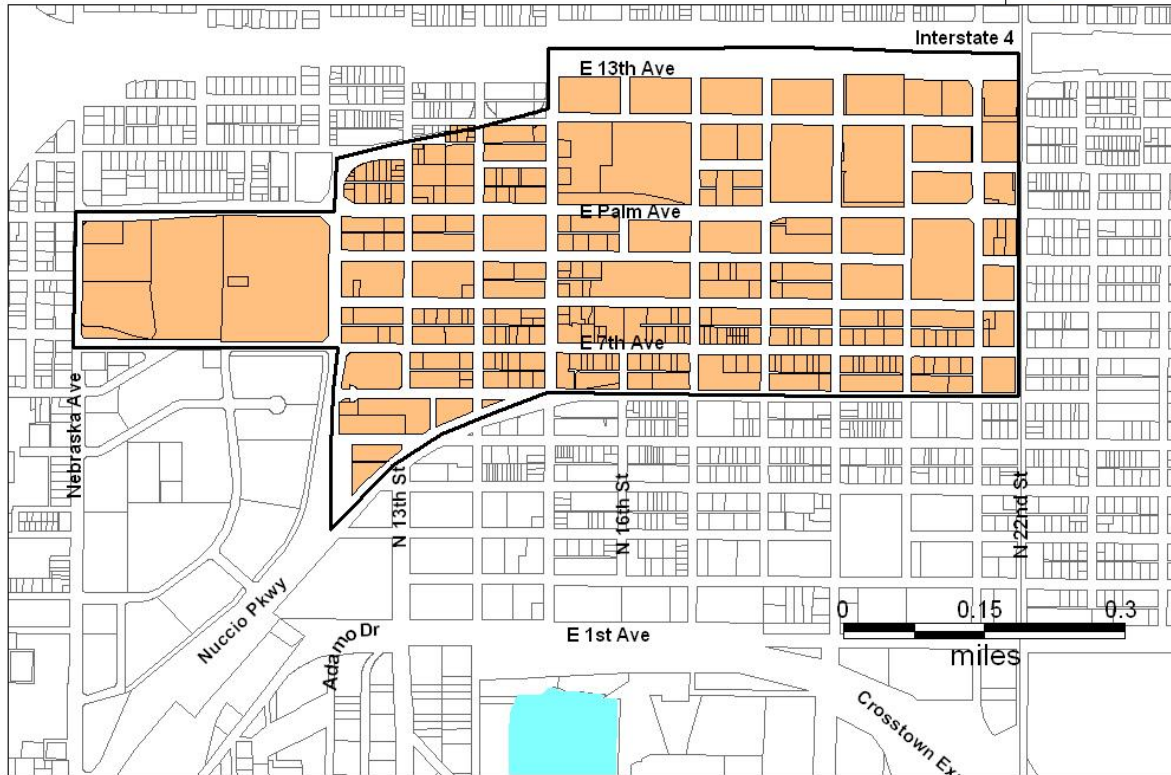 Interstate 4
E 13th Ave
E Palm Ave
E 7th Ave
Nebraska Ave
N 13th St
N 16th St
N 22nd St
Nuccio Pkwy
Adamo Dr
E 1st Ave
0 0.15 0.3
miles
Crosstown Ex